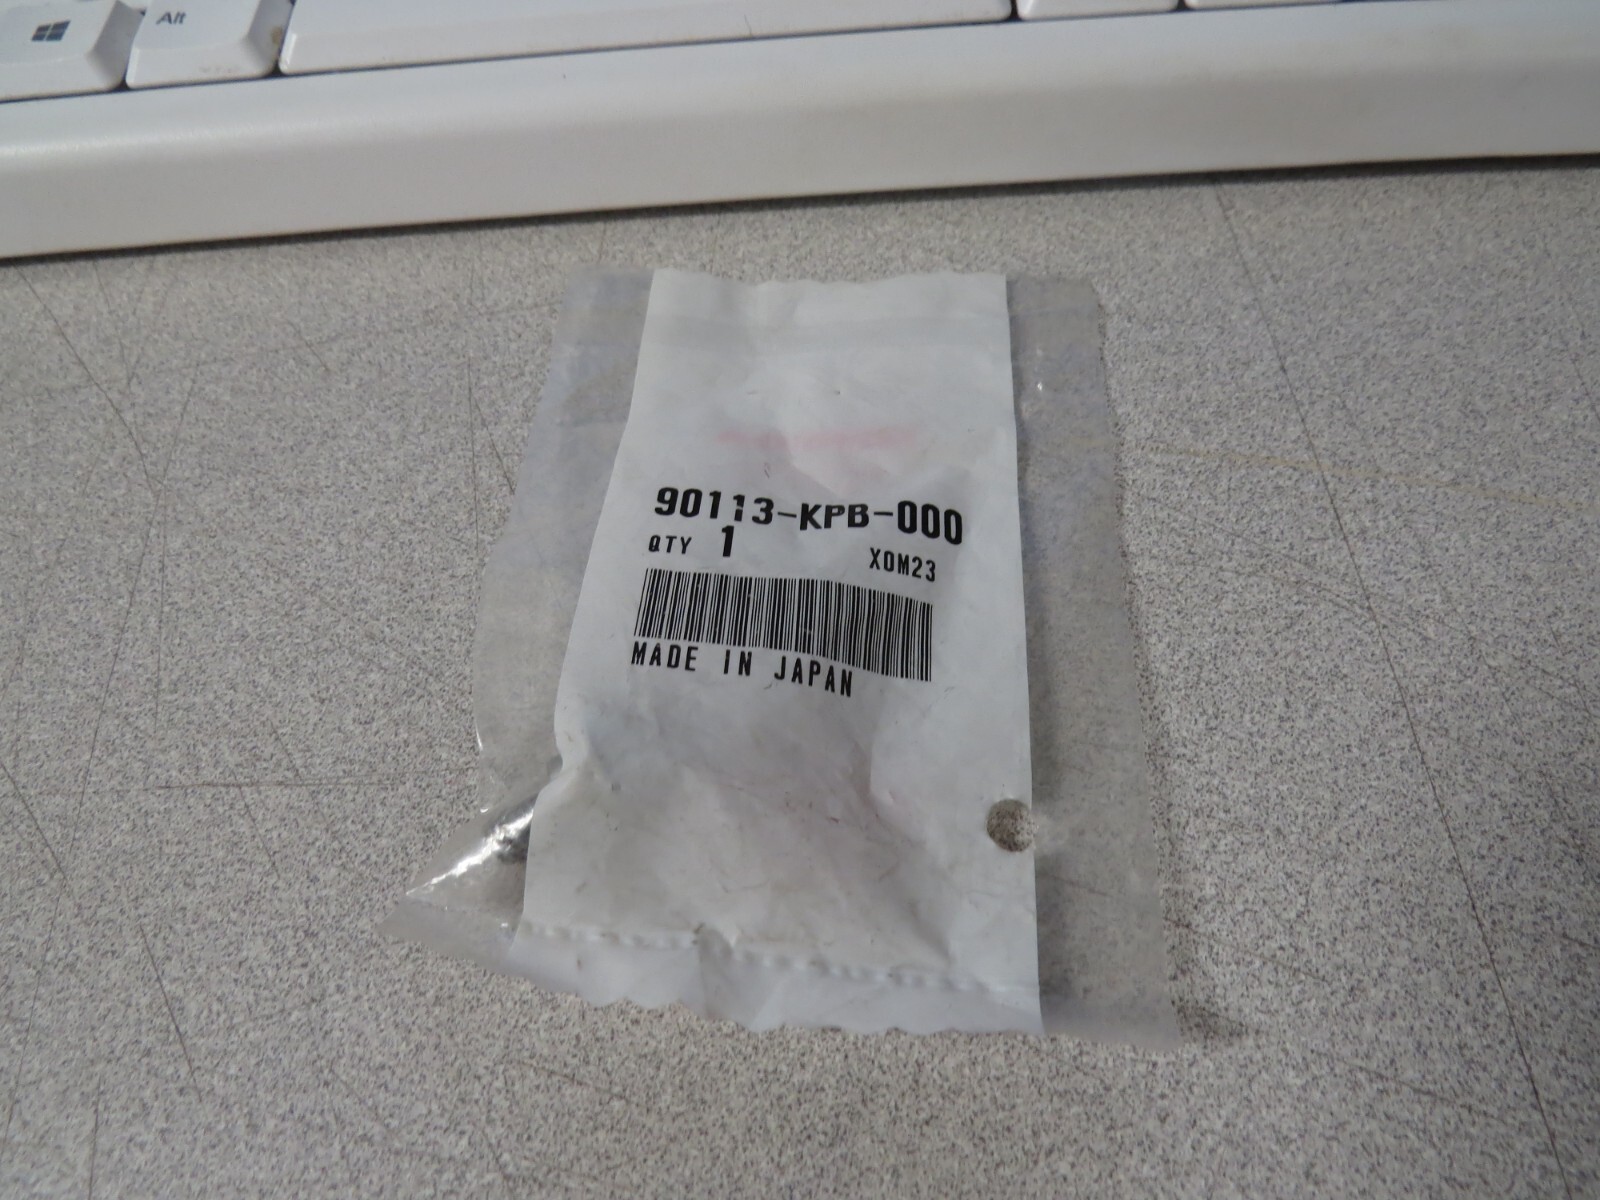 Alt
90113-KPB-000
QTY 1 XOM23
MADE IN JAPAN